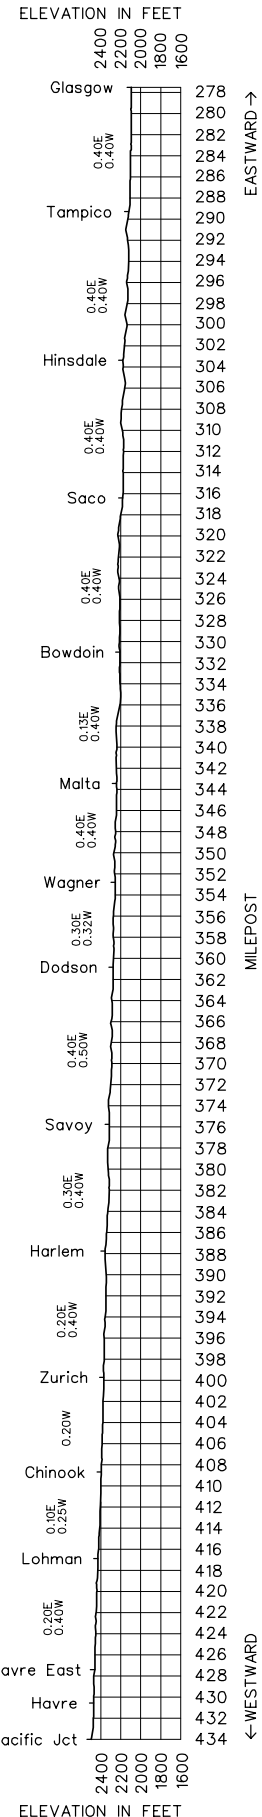 ELEVATION IN FEET
2400 2200 2000 1800 1600
Glasgow 278
280
282
0.40E
0.40W
284
286
288
Tampico 290
292
294
296
0.40E
0.40W
298
300
302
Hinsdale 304
306
308
0.40E
0.40W
310
312
314
Saco 316
318
320
322
0.40E
0.40W
324
326
328
330
Bowdoin 332
334
336
0.13E
0.40W
338
340
342
Malta 344
346
0.40E
0.40W
348
350
352
Wagner 354
356
0.30E
0.32W
358
360
Dodson 362
364
366
0.40E
0.50W
368
370
372
374
Savoy 376
378
380
0.30E
0.40W
382
384
386
Harlem 388
390
392
0.20E
0.40W
394
396
398
Zurich 400
402
0.20W
404
406
408
Chinook 410
0.10E
0.25W
412
414
416
Lohman 418
420
0.20E
0.40W
422
424
426
avre East 428
430
Havre 432
acific Jct 434
EASTWARD→
MILEPOST
←WESTWARD
2400 2200 2000 1800 1600
ELEVATION IN FEET